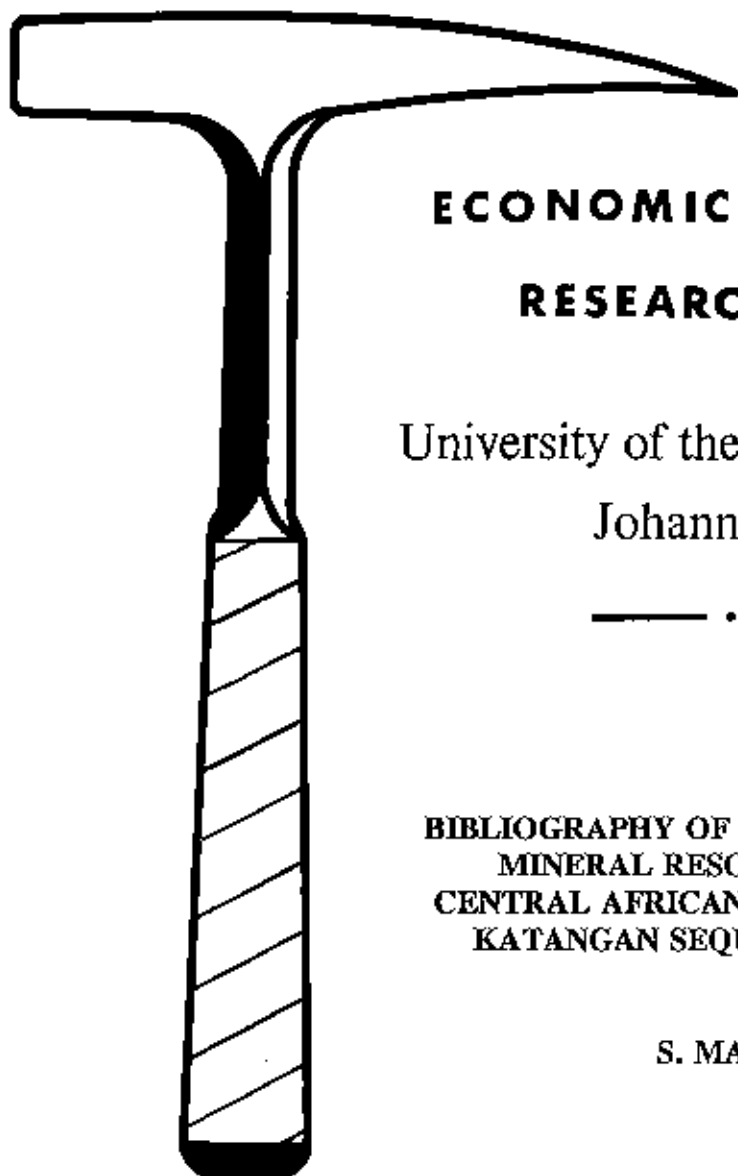 ECONOMIC
RESEARC
University of the
Johann
BIBLIOGRAPHY OF
MINERAL RESO
CENTRAL AFRICAN
KATANGAN SEQU
S. MA